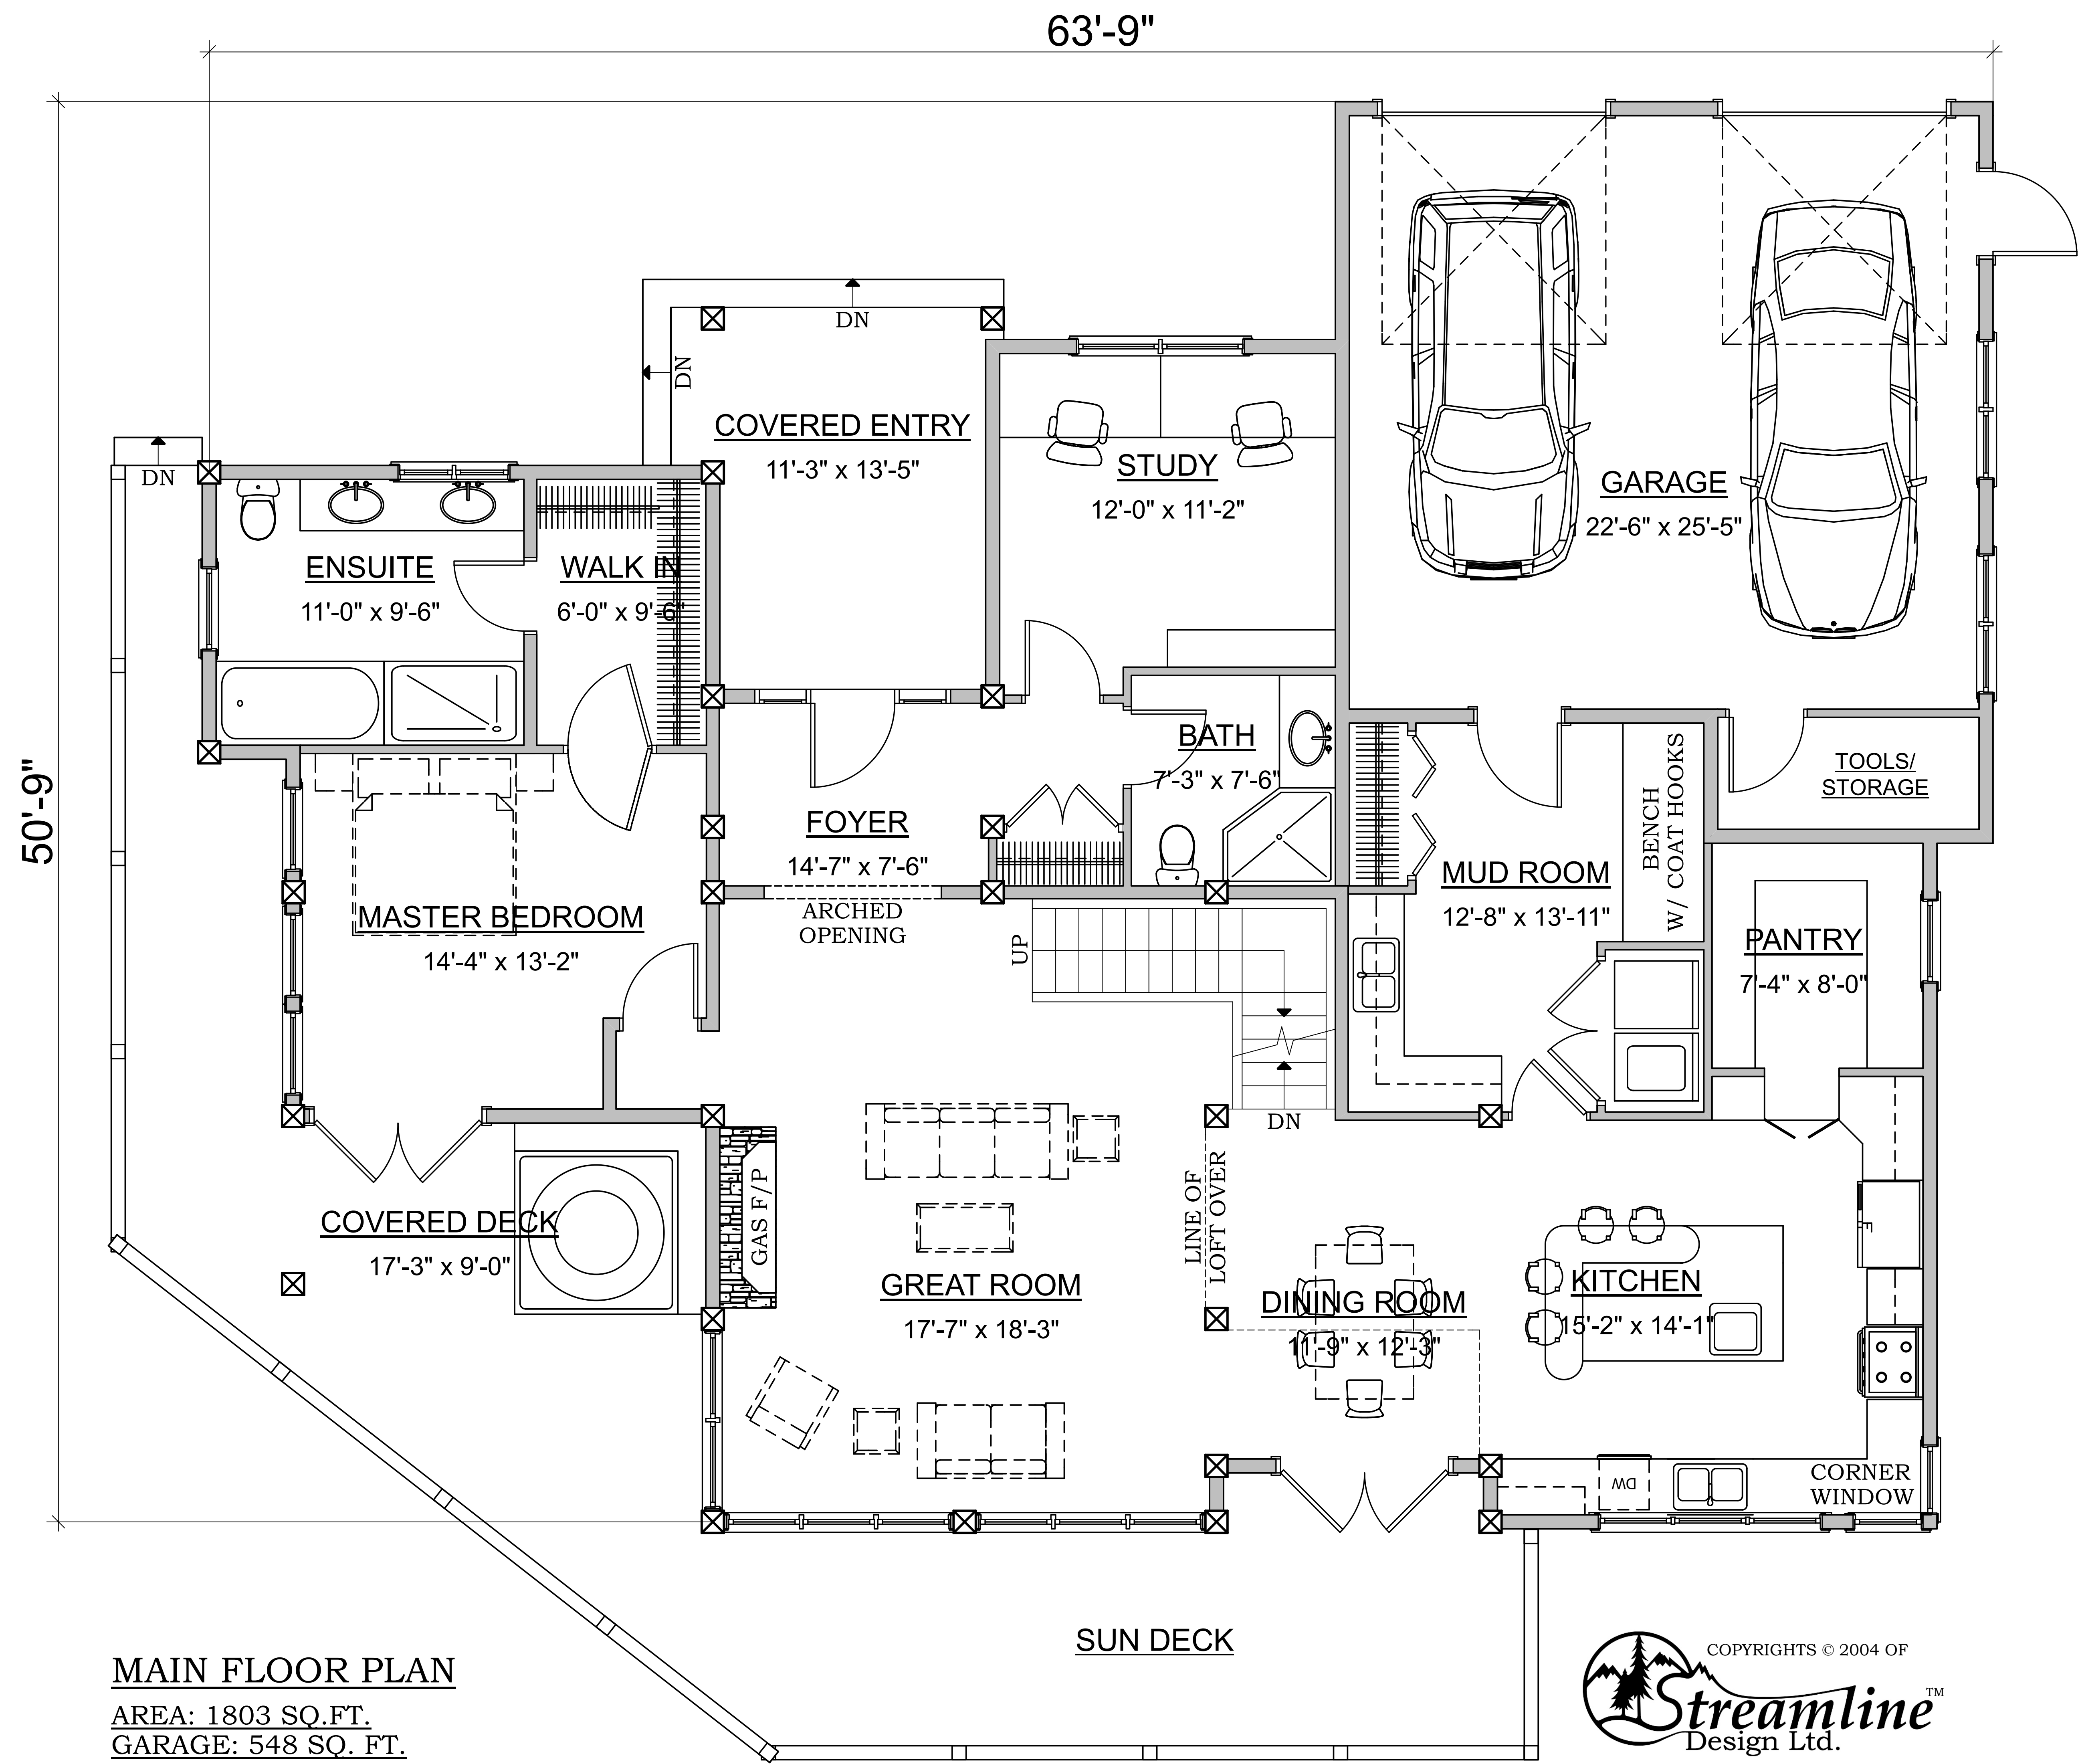 63'-9"
50'-9"
DN
DN
DN
COVERED ENTRY
11'-3" x 13'-5"
STUDY
12'-0" x 11'-2"
GARAGE
22'-6" x 25'-5"
ENSUITE
11'-0" x 9'-6"
WALK IN
6'-0" x 9'-6"
BATH
7'-3" x 7'-6"
TOOLS/
STORAGE
BENCH
W/ COAT HOOKS
FOYER
14'-7" x 7'-6"
MUD ROOM
12'-8" x 13'-11"
ARCHED
OPENING
UP
MASTER BEDROOM
14'-4" x 13'-2"
PANTRY
7'-4" x 8'-0"
DN
GAS F/P
LINE OF
LOFT OVER
COVERED DECK
17'-3" x 9'-0"
GREAT ROOM
17'-7" x 18'-3"
DINING ROOM
11'-9" x 12'-3"
KITCHEN
15'-2" x 14'-1"
F
DW
CORNER
WINDOW
SUN DECK
MAIN FLOOR PLAN
AREA: 1803 SQ.FT.
GARAGE: 548 SQ. FT.
COPYRIGHTS © 2004 OF
Streamline™
Design Ltd.